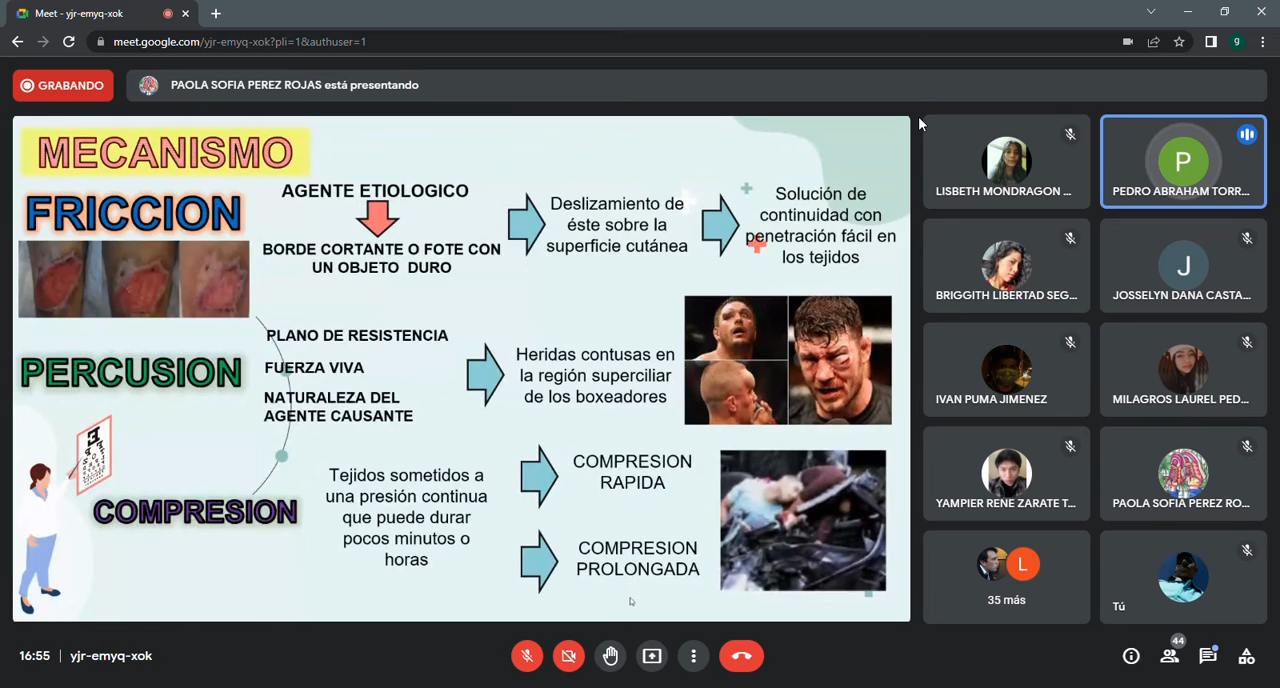 Meet - yjr-emyq-xok
meet.google.com/yjr-emyq-xok?pli=1&authuser=1
g
GRABANDO
PAOLA SOFIA PEREZ ROJAS está presentando
MECANISMO
FRICCION
AGENTE ETIOLOGICO
BORDE CORTANTE O FOTE CON
UN OBJETO DURO
Deslizamiento de
éste sobre la
superficie cutánea
Solución de
continuidad con
penetración fácil en
los tejidos
PERCUSION
PLANO DE RESISTENCIA
FUERZA VIVA
NATURALEZA DEL
AGENTE CAUSANTE
Heridas contusas en
la región superciliar
de los boxeadores
COMPRESION
Tejidos sometidos a
una presión continua
que puede durar
pocos minutos o
horas
COMPRESION
RAPIDA
COMPRESION
PROLONGADA
LISBETH MONDRAGON ...
P
PEDRO ABRAHAM TORR...
BRIGGITH LIBERTAD SEG...
J
JOSSELYN DANA CASTA...
IVAN PUMA JIMENEZ
MILAGROS LAUREL PED...
YAMPIER RENE ZARATE T...
PAOLA SOFIA PEREZ RO...
L
35 más
Tú
16:55 | yjr-emyq-xok
44